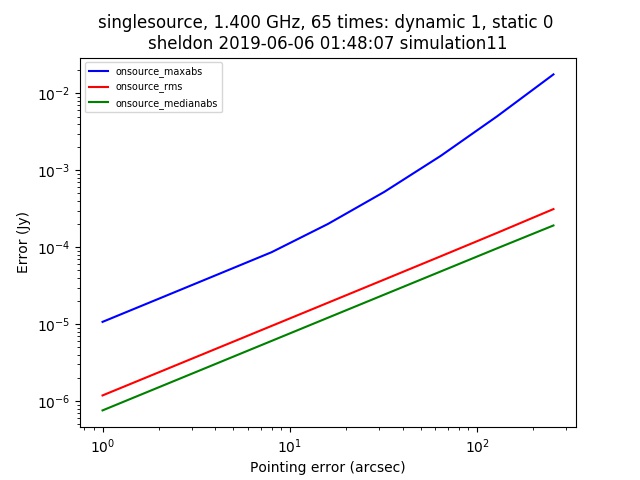 singlesource, 1.400 GHz, 65 times: dynamic 1, static 0
sheldon 2019-06-06 01:48:07 simulation11
onsource_maxabs
onsource_rms
onsource_medianabs
Error (Jy)
10⁻²
10⁻³
10⁻⁴
10⁻⁵
10⁻⁶
10⁰
10¹
10²
Pointing error (arcsec)